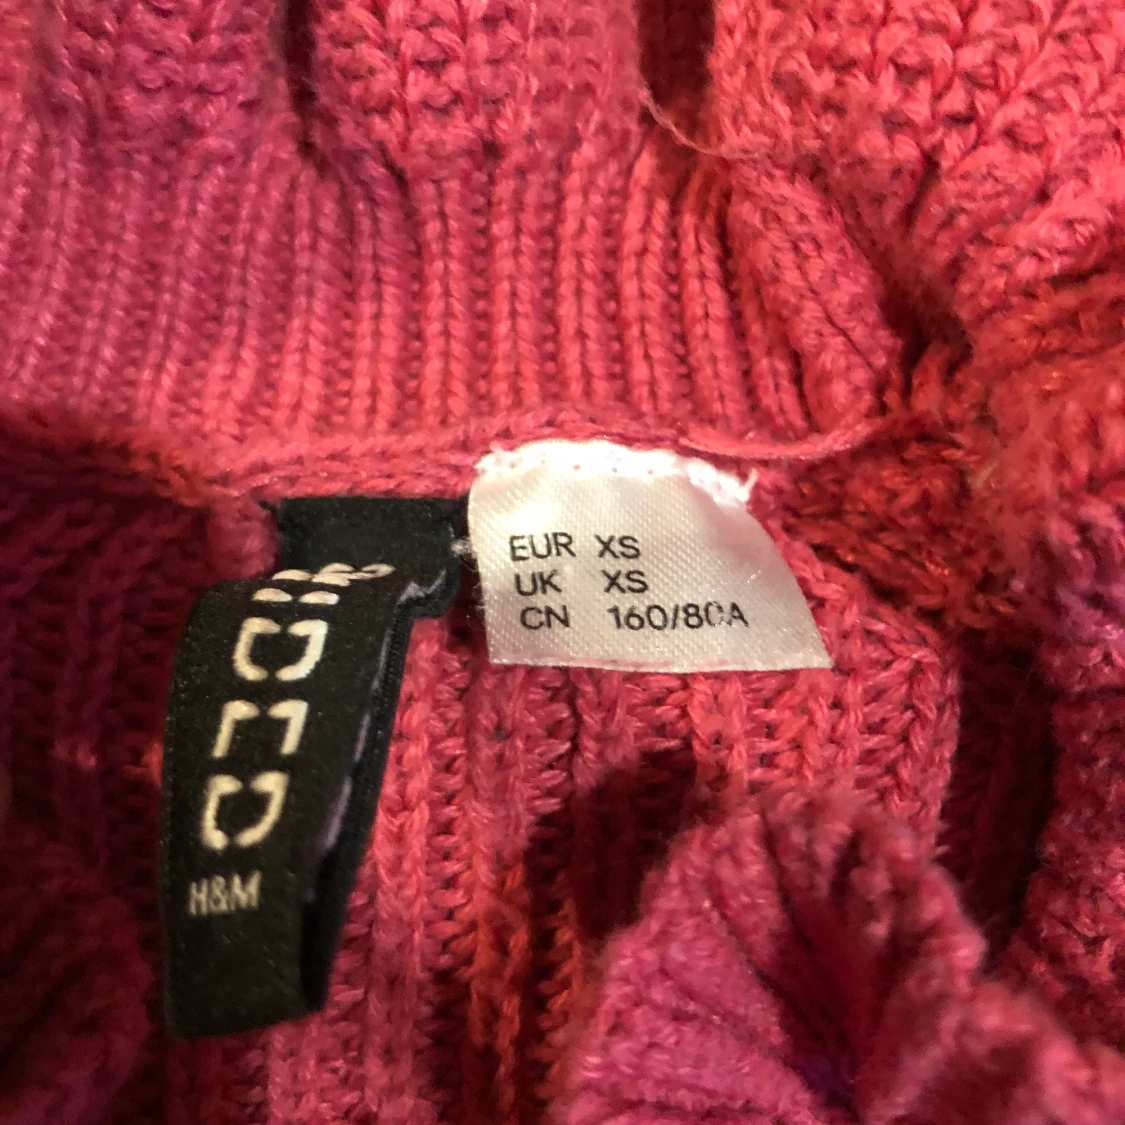 H&M
EUR XS
UK XS
CN 160/80A